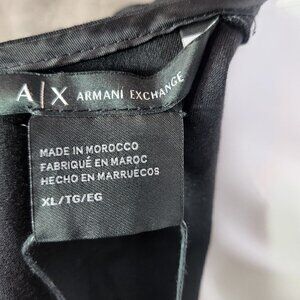 A|X ARMANI EXCHANGE
MADE IN MOROCCO
FABRIQUÉ EN MAROC
HECHO EN MARRUECOS
XL/TG/EG